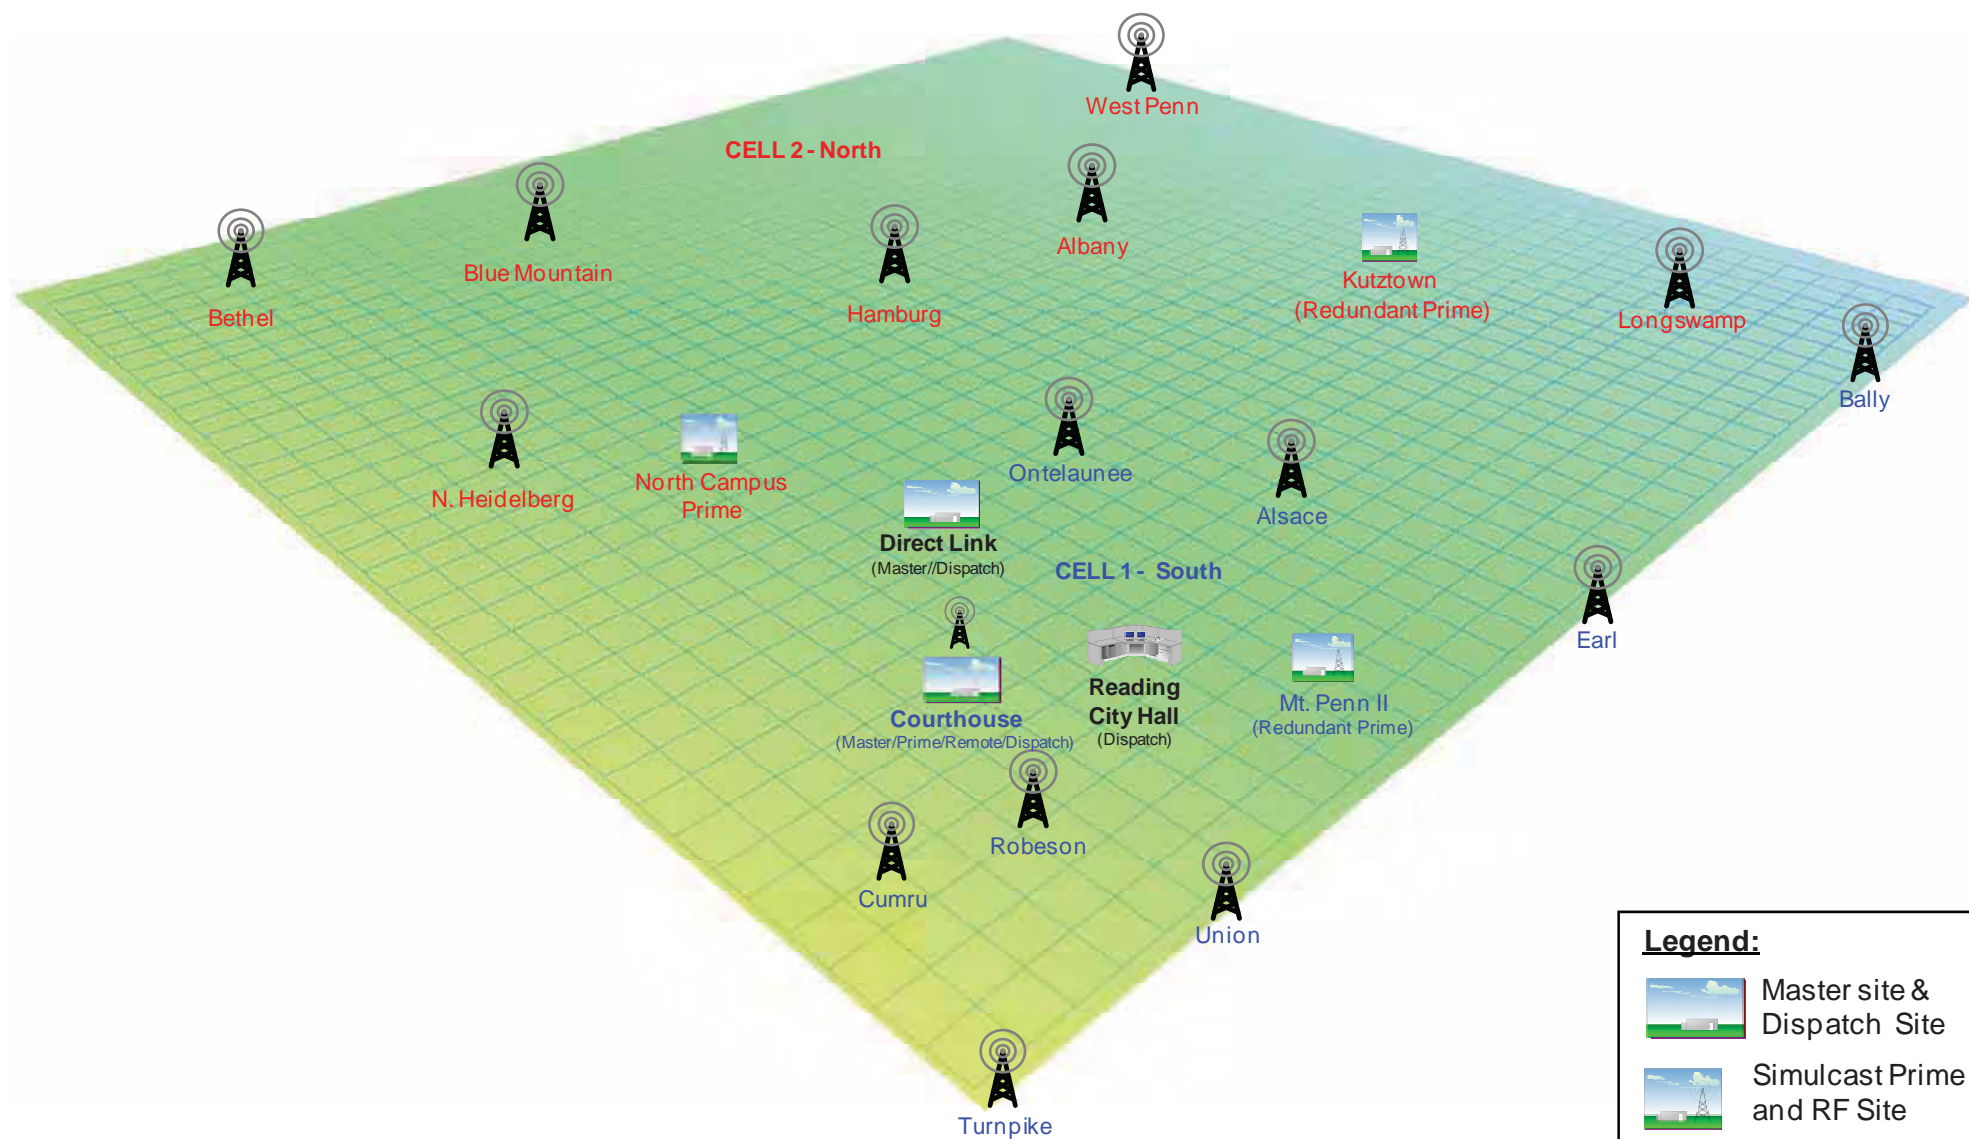 West Penn
CELL 2 - North
Albany
Blue Mountain
Kutztown
(Redundant Prime)
Bethel
Hamburg
Longswamp
Bally
Ontelaunee
N. Heidelberg
North Campus
Prime
Alsace
Direct Link
(Master//Dispatch)
CELL 1 - South
Earl
Reading
City Hall
(Dispatch)
Mt. Penn II
(Redundant Prime)
Courthouse
(Master/Prime/Remote/Dispatch)
Robeson
Cumru
Union
Turnpike
Legend:
Master site &
Dispatch Site
Simulcast Prime
and RF Site